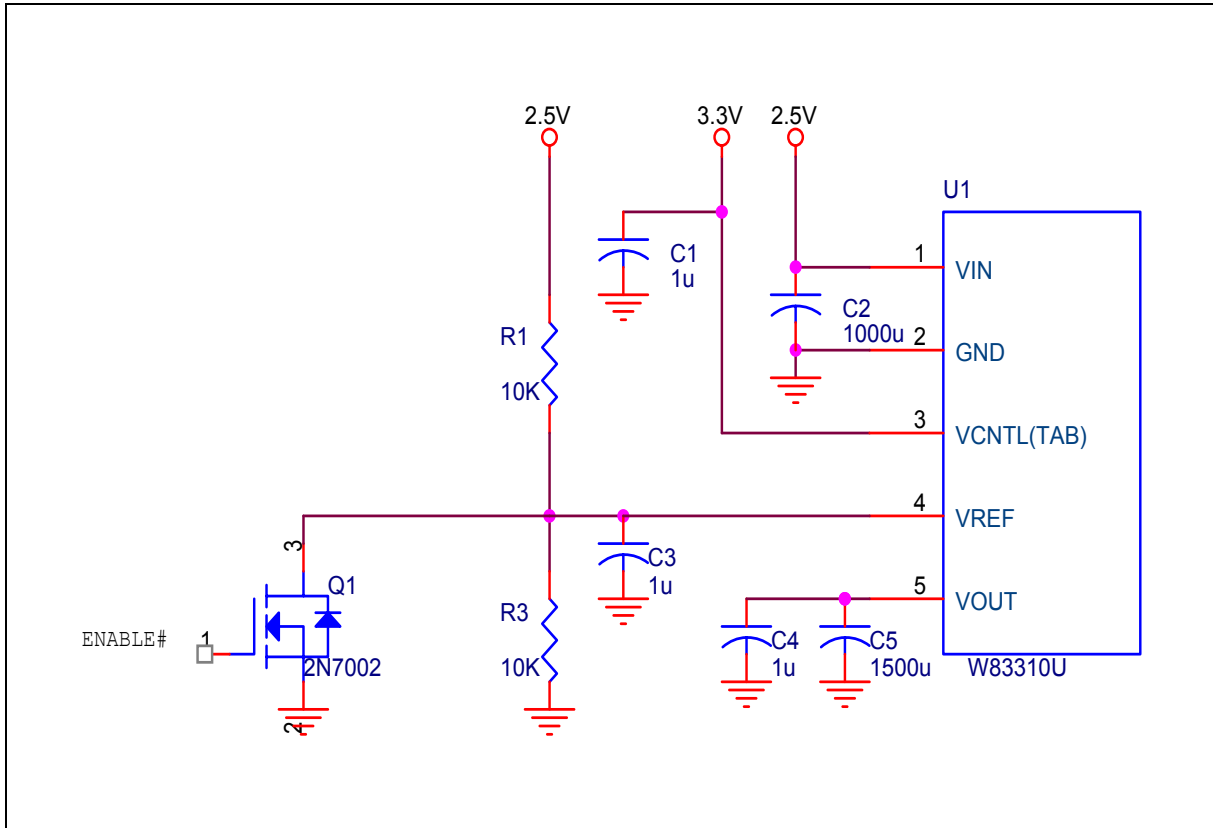 2.5V
3.3V
2.5V
U1
1
VIN
C1
1u
C2
1000u
2
GND
R1
10K
3
VCNTL(TAB)
4
VREF
3
C3
1u
Q1
R3
5
VOUT
ENABLE#
1
2N7002
10K
C4
1u
C5
1500u
W83310U
2